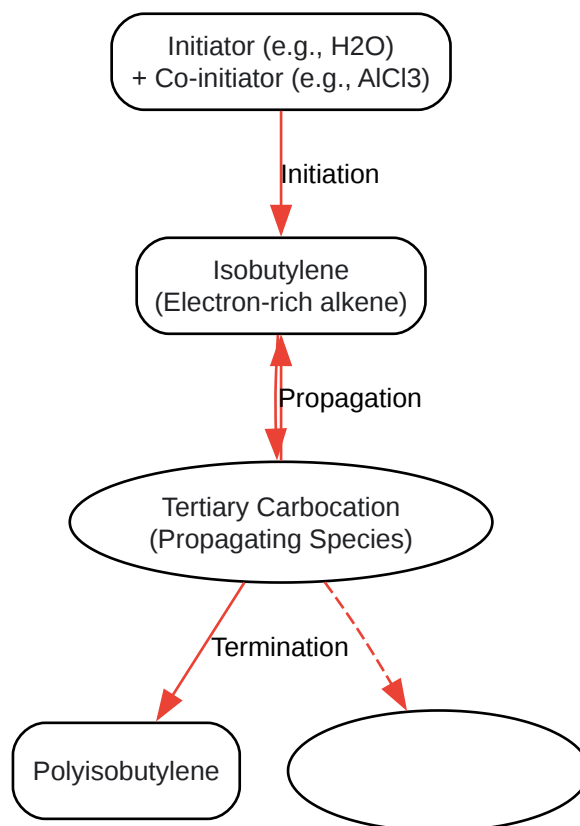 Initiator (e.g., H2O)
+ Co-initiator (e.g., AlCl3)
Initiation
Isobutylene
(Electron-rich alkene)
Propagation
Tertiary Carbocation
(Propagating Species)
Termination
Polyisobutylene